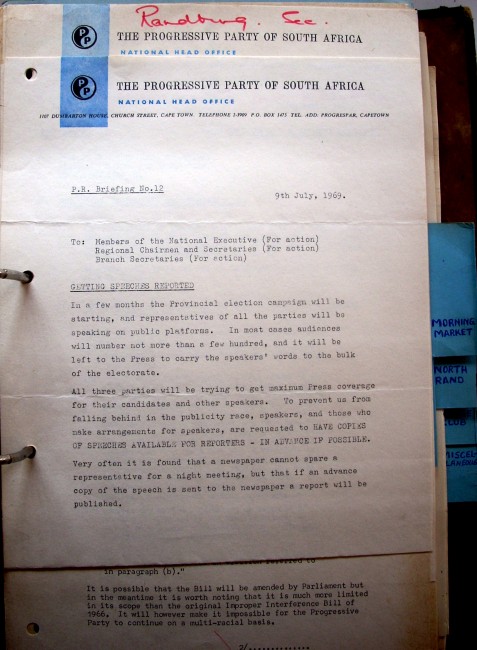 Randburg. Sec.
PP
THE PROGRESSIVE PARTY OF SOUTH AFRICA
NATIONAL HEAD OFFICE
PP
THE PROGRESSIVE PARTY OF SOUTH AFRICA
NATIONAL HEAD OFFICE
1107 DUMBARTON HOUSE, CHURCH STREET, CAPE TOWN TELEPHONE 3-1989 P.O. BOX 1475 TEL. ADD: PROGRESPAR, CAPETOWN
P.R. Briefing No.12
9th July, 1969.
To: Members of the National Executive (For action)
Regional Chairmen and Secretaries (For action)
Branch Secretaries (For action)
GETTING SPEECHES REPORTED
In a few months the Provincial election campaign will be
starting, and representatives of all the parties will be
speaking on public platforms. In most cases audiences
will number not more than a few hundred, and it will be
left to the Press to carry the speakers' words to the bulk
of the electorate.
All three parties will be trying to get maximum Press coverage
for their candidates and other speakers. To prevent us from
falling behind in the publicity race, speakers, and those who
make arrangements for speakers, are requested to HAVE COPIES
OF SPEECHES AVAILABLE FOR REPORTERS - IN ADVANCE IF POSSIBLE.
Very often it is found that a newspaper cannot spare a
representative for a night meeting, but that if an advance
copy of the speech is sent to the newspaper a report will be
published.
to
in paragraph (b)."
It is possible that the Bill will be amended by Parliament but
in the meantime it is worth noting that it is much more limited
in its scope than the original Improper Interference Bill of
1966. It will however make it impossible for the Progressive
Party to continue on a multi-racial basis.
2/..............
MORNING
MARKET
NORTH
RAND
MISCEL